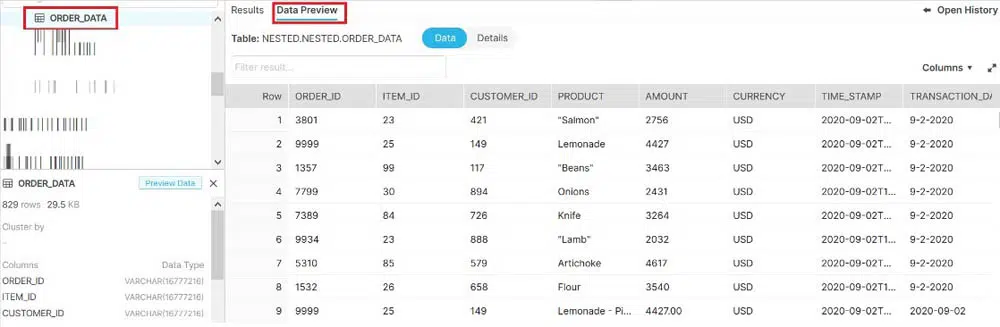 ORDER_DATA
ORDER_DATA Preview Data
829 rows 29.5 KB
Cluster by
Columns Data Type
ORDER_ID VARCHAR(16777216)
ITEM_ID VARCHAR(16777216)
CUSTOMER_ID VARCHAR(16777216)
Results Data Preview Open History
Table: NESTED.NESTED.ORDER_DATA Data Details
Filter result... Columns
Row ORDER_ID ITEM_ID CUSTOMER_ID PRODUCT AMOUNT CURRENCY TIME_STAMP TRANSACTION_DA
1 3801 23 421 "Salmon" 2756 USD 2020-09-02T... 9-2-2020
2 9999 25 149 Lemonade 4427 USD 2020-09-02T... 9-2-2020
3 1357 99 117 "Beans" 3463 USD 2020-09-02T... 9-2-2020
4 7799 30 894 Onions 2431 USD 2020-09-02T1... 9-2-2020
5 7389 84 726 Knife 3264 USD 2020-09-02T... 9-2-2020
6 9934 23 888 "Lamb" 2032 USD 2020-09-02T1... 9-2-2020
7 5310 85 579 Artichoke 4617 USD 2020-09-02T... 9-2-2020
8 1532 26 658 Flour 3540 USD 2020-09-02T1... 9-2-2020
9 9999 25 149 Lemonade - Pi... 4427.00 USD 2020-09-02T... 2020-09-02